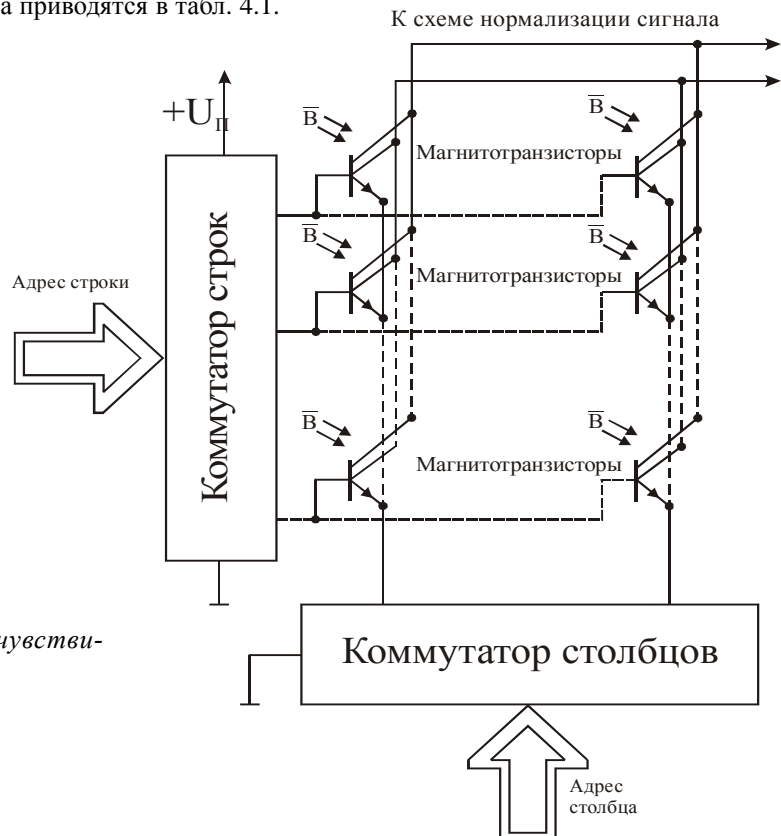 а приводятся в табл. 4.1.
К схеме нормализации сигнала
+Uп
B
B
Магнитотранзисторы
B
B
Адрес строки
Коммутатор строк
Магнитотранзисторы
B
B
Магнитотранзисторы
чувстви-
Коммутатор столбцов
Адрес
столбца